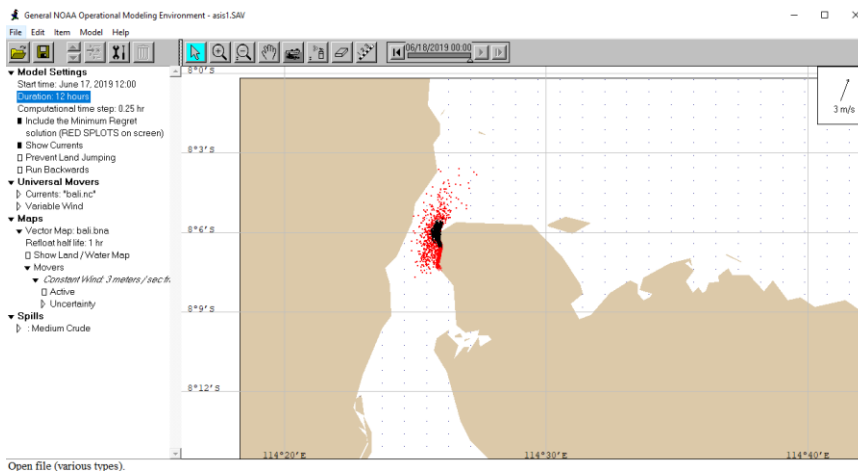 General NOAA Operational Modeling Environment - asis1.SAV
File Edit Item Model Help
06/18/2019 00:00
Model Settings
Start time: June 17, 2019 12:00
Duration: 12 hours
Computational time step: 0.25 hr
Include the Minimum Regret
solution (RED SPLOTS on screen)
Show Currents
Prevent Land Jumping
Run Backwards
Universal Movers
Currents: "bali.nc"
Variable Wind
Maps
Vector Map: bali.bna
Refloat half life: 1 hr
Show Land / Water Map
Movers
Constant Wind: 3 meters / sec fr
Active
Uncertainty
Spills
: Medium Crude
8°0'S
8°3'S
8°6'S
8°9'S
8°12'S
114°20'E 114°30'E 114°40'E
3 m/s
Open file (various types).